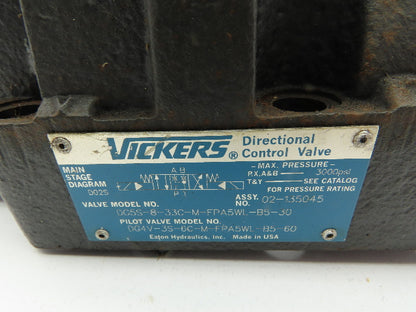 VICKERS®
Directional
Control Valve
MAIN
STAGE
DIAGRAM
0025
A B
P T
- MAX. PRESSURE -
P,X,A&B 3000psi
T&Y SEE CATALOG
FOR PRESSURE RATING
ASSY.
NO. 02-135045
VALVE MODEL NO.
DG5S-8-33C-M-FPA5WL-B5-30
PILOT VALVE MODEL NO.
DG4V-3S-6C-M-FPA5WL-B5-60
Eaton Hydraulics, Inc. Made in USA